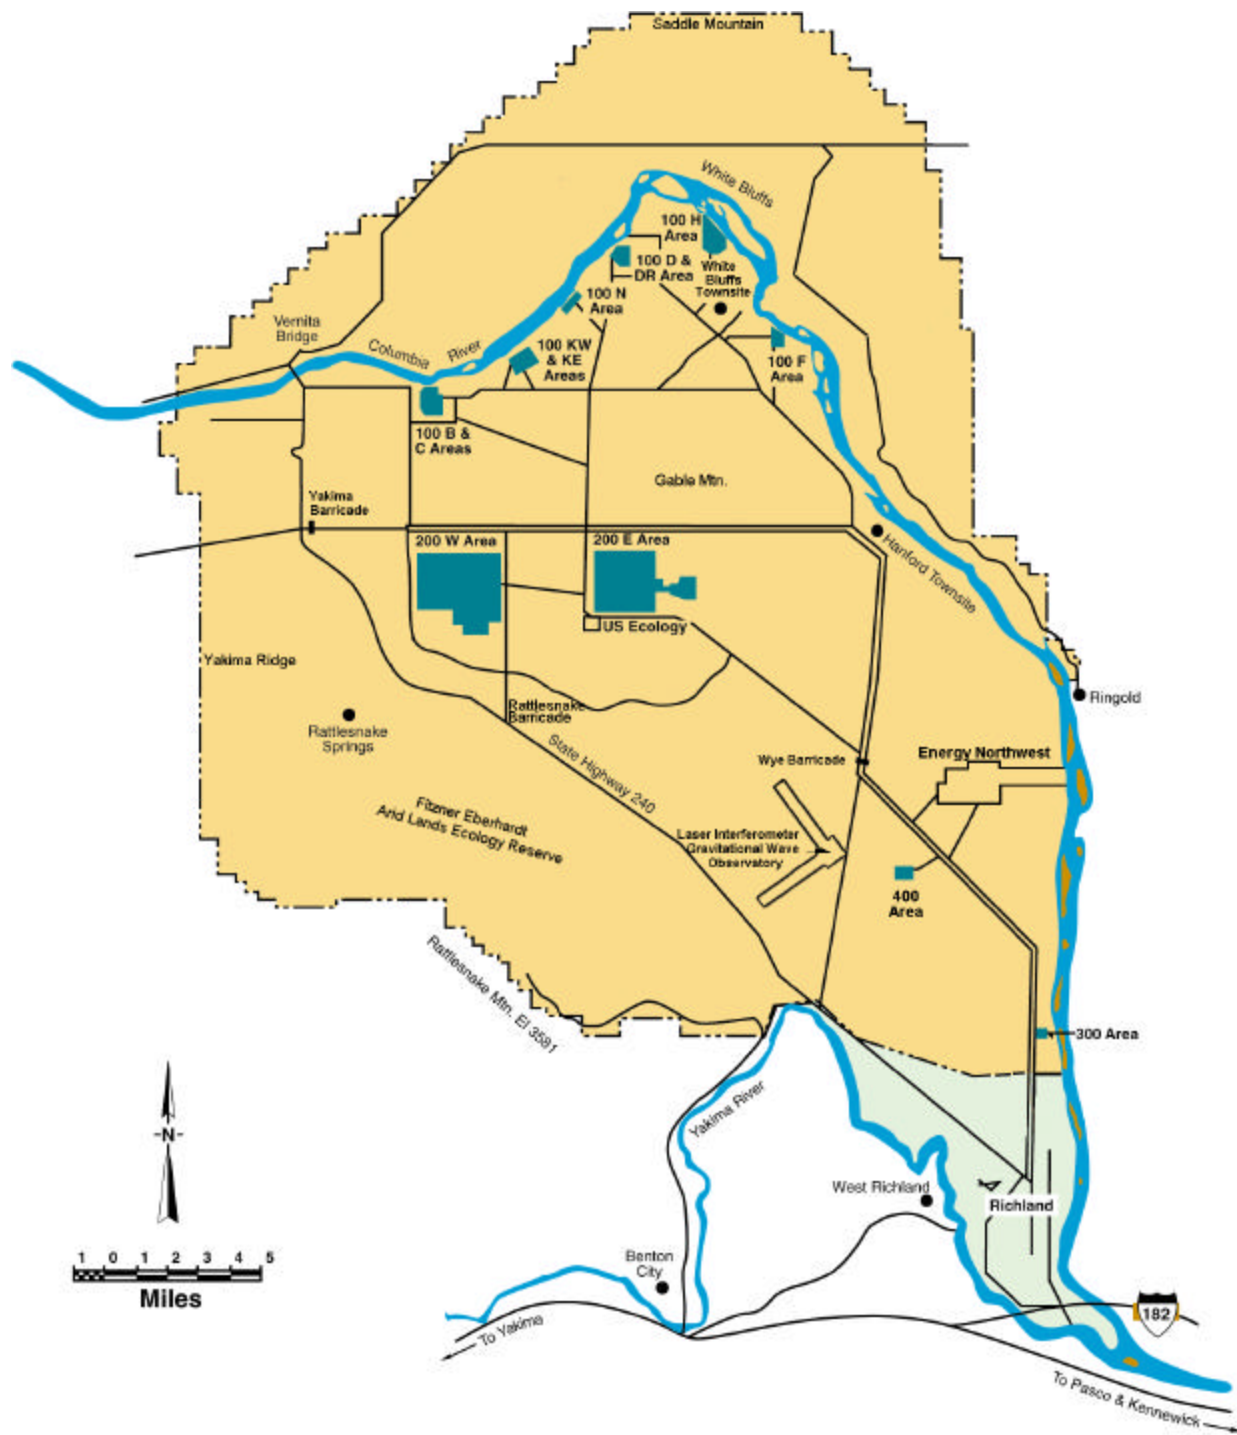 Saddle Mountain
White Bluffs
100 H
Area
100 D &
DR Area
White
Bluffs
Townsite
100 N
Area
Vernita
Bridge
Columbia River
100 KW
& KE
Areas
100 F
Area
100 B &
C Areas
Gable Mtn.
Yakima
Barricade
200 W Area
200 E Area
Hanford Townsite
US Ecology
Yakima Ridge
Ringold
Rattlesnake
Barricade
Rattlesnake
Springs
State Highway 240
Wye Barricade
Energy Northwest
Fitzner Eberhardt
Arid Lands Ecology Reserve
Laser Interferometer
Gravitational Wave
Observatory
400
Area
Rattlesnake Mtn. El 3581
300 Area
Yakima River
-N-
West Richland
Richland
Benton
City
1 0 1 2 3 4 5
Miles
182
To Yakima
To Pasco & Kennewick